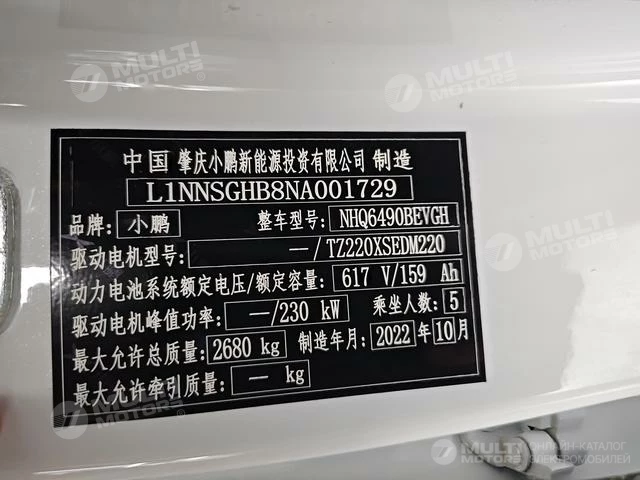 MULTI MOTORS®
MULTI MOTORS®
中国 肇庆小鹏新能源投资有限公司 制造
L1NNSGHB8NA001729
品牌: 小鹏 整车型号: NHQ6490BEVGH
驱动电机型号: —/TZ220XSEDM220
动力电池系统额定电压/额定容量: 617 V/159 Ah
驱动电机峰值功率: —/230 kW 乘坐人数: 5
最大允许总质量: 2680 kg 制造年月: 2022 年 10 月
最大允许牵引质量: — kg
MULTI MOTORS
MULTI MOTORS
ОНЛАЙН-КАТАЛОГ
ЭЛЕКТРОМОБИЛЕЙ